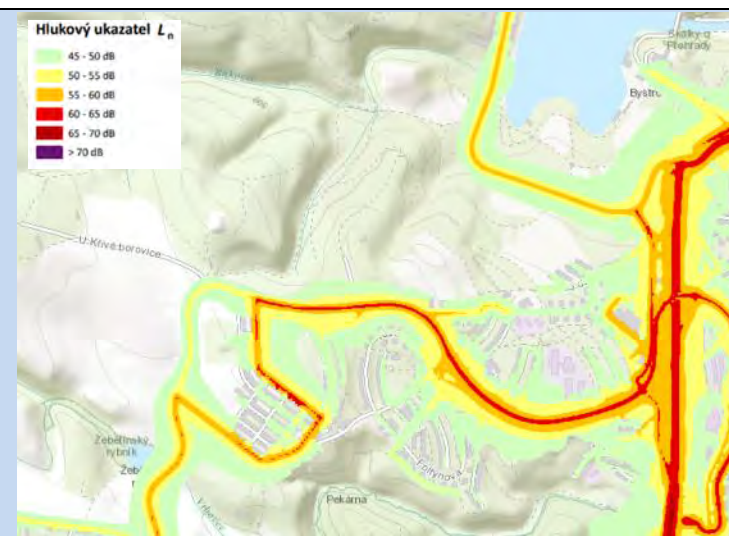 Hlukový ukazatel Ln
45 - 50 dB
50 - 55 dB
55 - 60 dB
60 - 65 dB
65 - 70 dB
> 70 dB
Přehrady
Bystrc
U Křivé borovice
Žebětínský
rybník
Foltýnova
Pekárna
Vrbovec